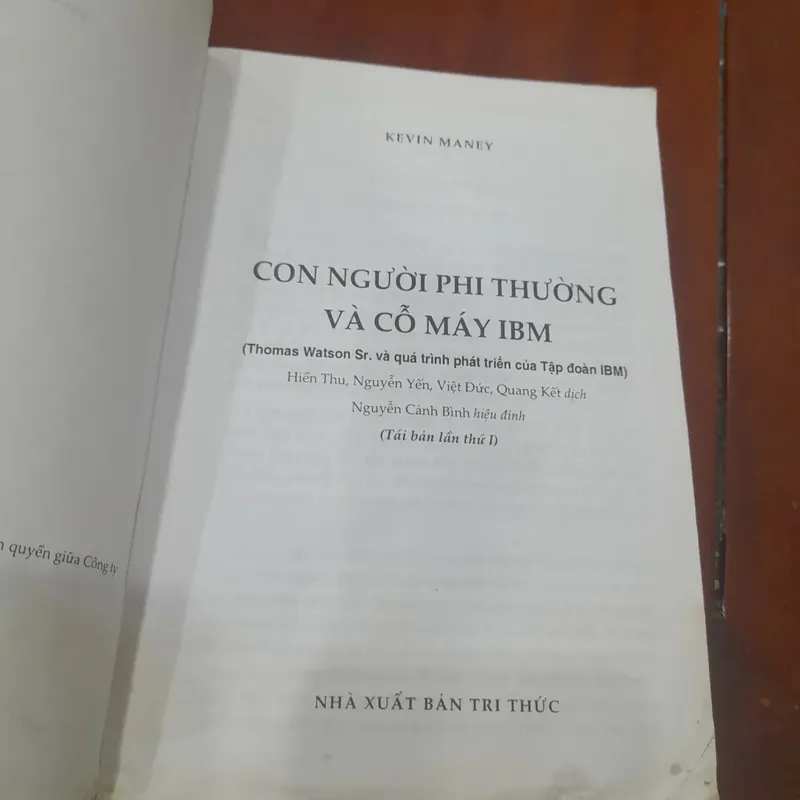 KEVIN MANEY
CON NGƯỜI PHI THƯỜNG
VÀ CỖ MÁY IBM
(Thomas Watson Sr. và quá trình phát triển của Tập đoàn IBM)
Hiền Thu, Nguyễn Yến, Việt Đức, Quang Kết dịch
Nguyễn Cảnh Bình hiệu đính
(Tái bản lần thứ I)
quyền giữa Công ty
NHÀ XUẤT BẢN TRI THỨC